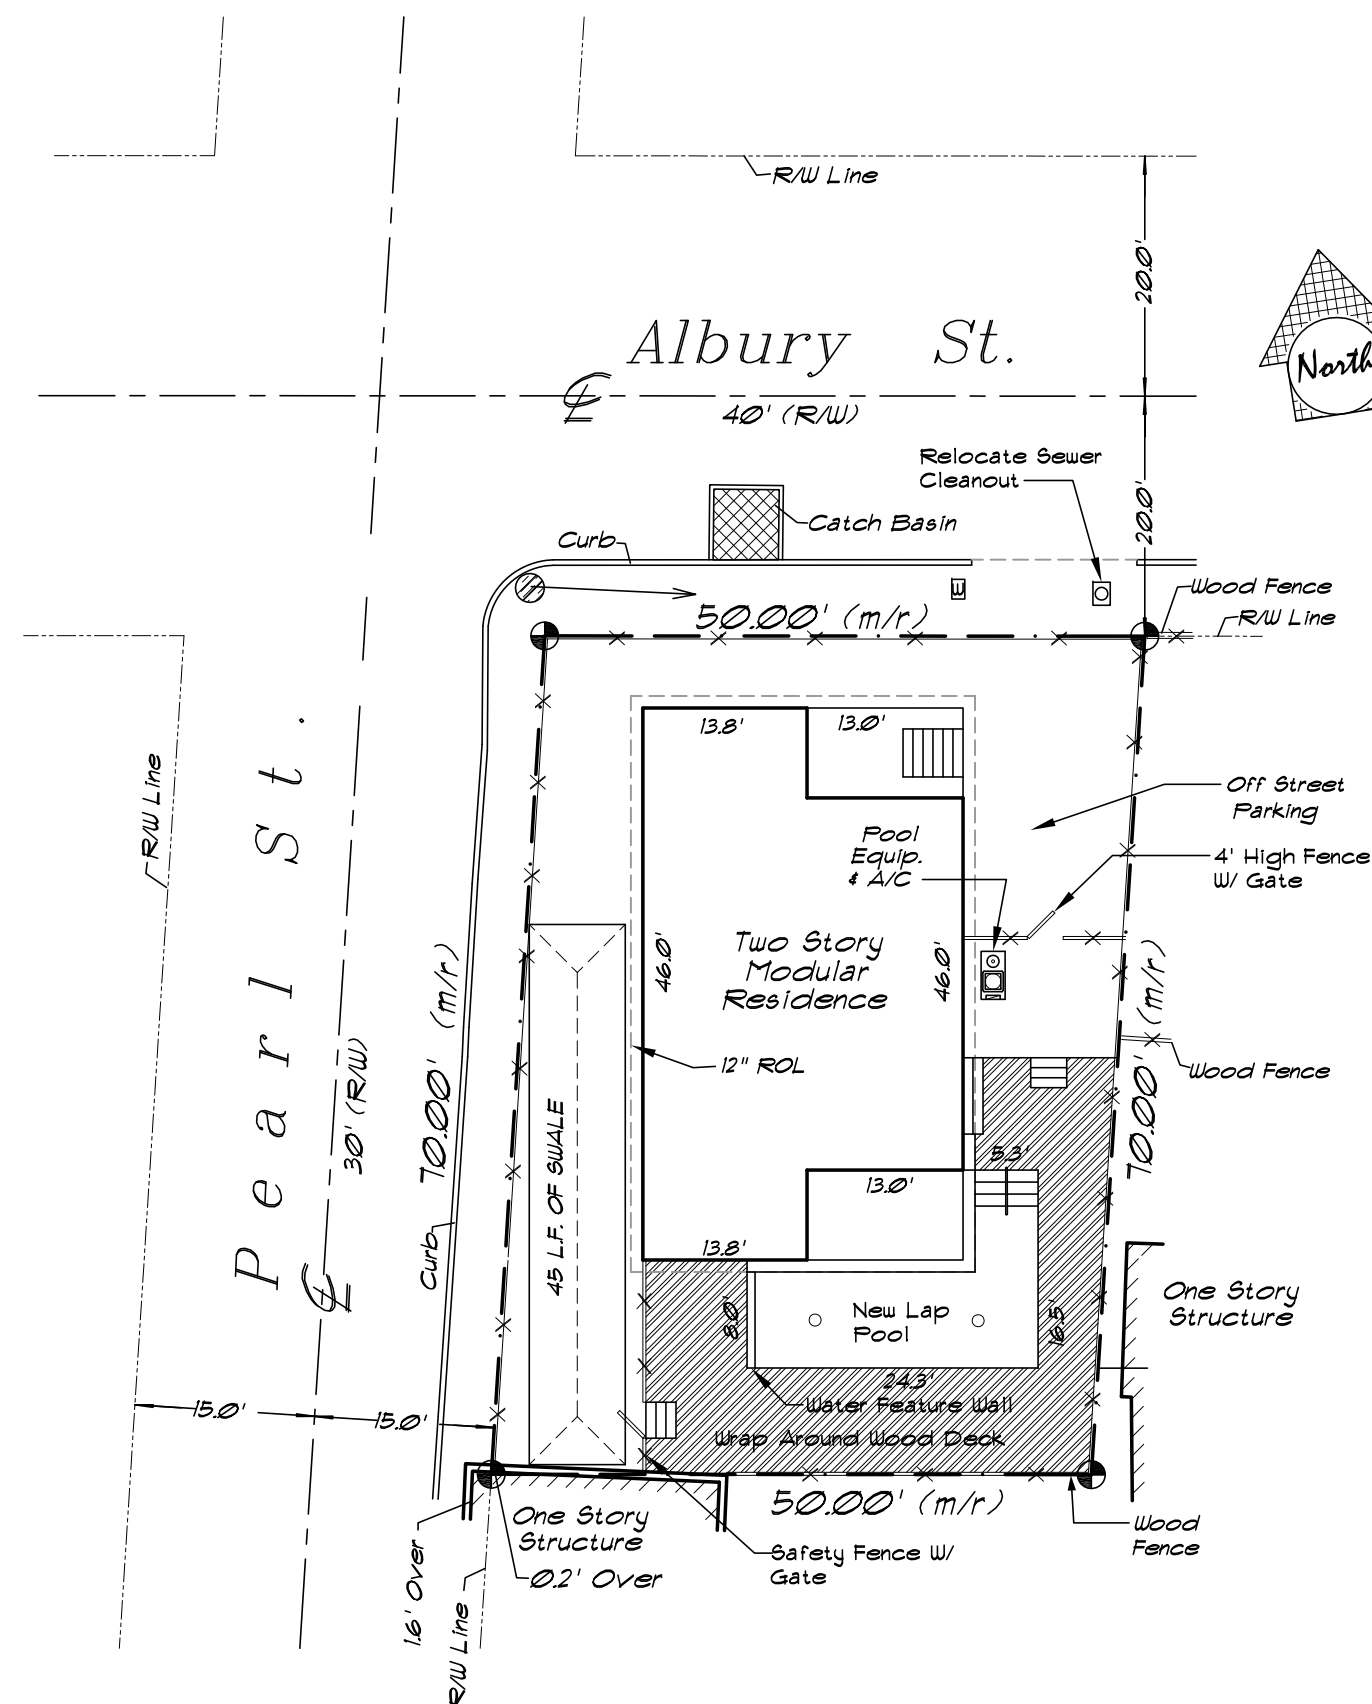 R/W Line
20.0'
Albury St.
North
℄
40' (R/W)
Relocate Sewer
Cleanout
20.0'
Catch Basin
Curb
W
Wood Fence
50.00' (m/r)
R/W Line
13.8'
13.0'
R/W Line
Off Street
Parking
Pool
Equip.
& A/C
4' High Fence
W/ Gate
Pearl St.
℄
30' (R/W)
70.00' (m/r)
46.0'
Two Story
Modular
Residence
46.0'
70.00' (m/r)
12" ROL
Wood Fence
45 L.F. OF SWALE
5.3'
13.0'
Curb
13.8'
8.0'
New Lap
Pool
16.5'
One Story
Structure
24.3'
Water Feature Wall
15.0'
15.0'
Wrap Around Wood Deck
50.00' (m/r)
One Story
Structure
Wood
Fence
Safety Fence W/
Gate
0.2' Over
1.6' Over
R/W Line